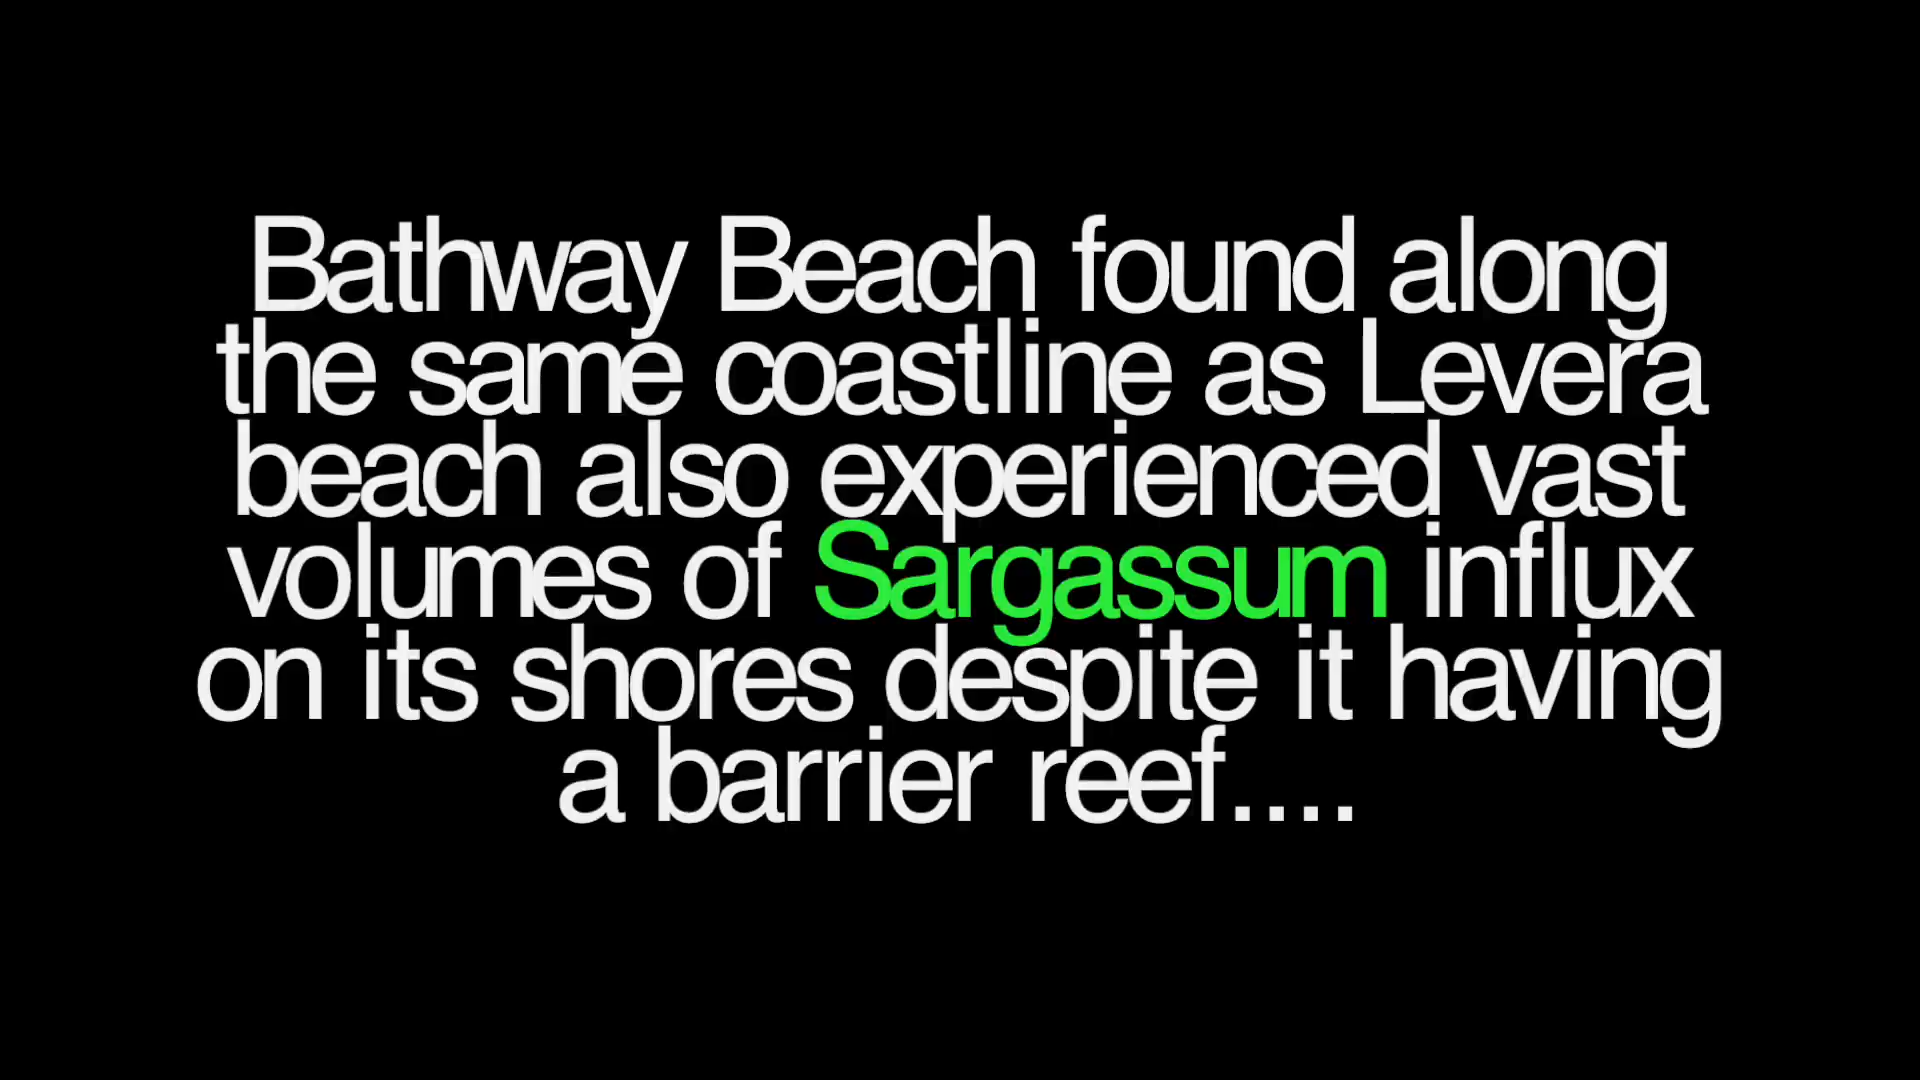 Bathway Beach found along
the same coastline as Levera
beach also experienced vast
volumes of Sargassum influx
on its shores despite it having
a barrier reef....